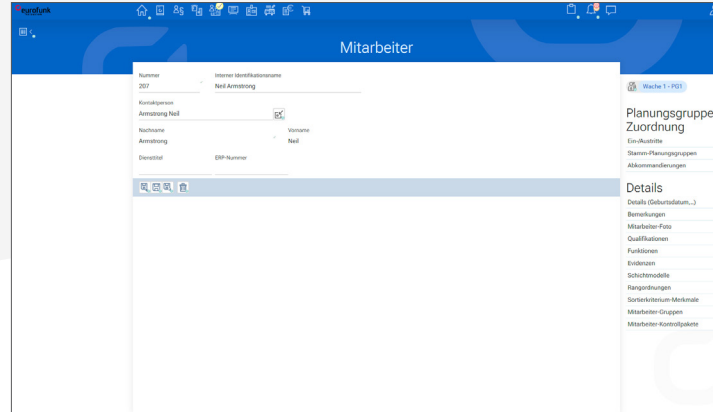 eurofunk
Mitarbeiter
Nummer
207
Interner Identifikationsname
Neil Armstrong
Kontaktperson
Armstrong Neil
Nachname
Armstrong
Vorname
Neil
Diensttitel
ERP-Nummer
Wache 1 - PG1
Planungsgruppe
Zuordnung
Ein-/Austritte
Stamm-Planungsgruppen
Abkommandierungen
Details
Details (Geburtsdatum,...)
Bemerkungen
Mitarbeiter-Foto
Qualifikationen
Funktionen
Evidenzen
Schichtmodelle
Rangordnungen
Sortierkriterium-Merkmale
Mitarbeiter-Gruppen
Mitarbeiter-Kontrollpakete